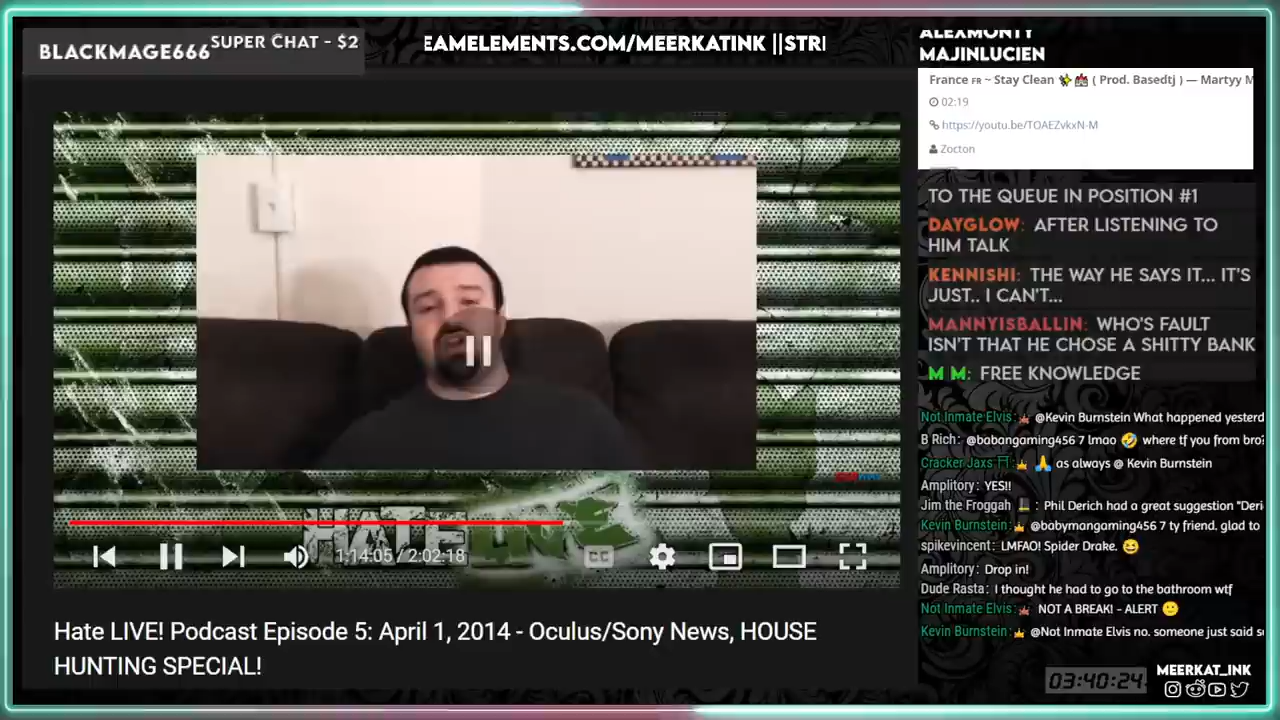 BLACKMAGE666
SUPER CHAT - $2
EAMELEMENTS.COM/MEERKATINK ||STRI
ALEXMONTY
MAJINLUCIEN
France FR ~ Stay Clean ( Prod. Basedtj ) — Martyy M
02:19
https://youtu.be/TOAEZvkxN-M
Zocton
TO THE QUEUE IN POSITION #1
DAYGLOW: AFTER LISTENING TO
HIM TALK
KENNISHI: THE WAY HE SAYS IT... IT'S
JUST.. I CAN'T...
MANNYISBALLIN: WHO'S FAULT
ISN'T THAT HE CHOSE A SHITTY BANK
M M: FREE KNOWLEDGE
Not Inmate Elvis: @Kevin Burnstein What happened yesterd
B Rich: @babangaming456 7 lmao 🤣 where tf you from bro?
Cracker Jaxs: 🙏 as always @ Kevin Burnstein
Amplitory: YES!!
Jim the Froggah: Phil Derich had a great suggestion "Deri
Kevin Burnstein: @babymangaming456 7 ty friend. glad to
spikevincent: LMFAO! Spider Drake. 😆
Amplitory: Drop in!
Dude Rasta: I thought he had to go to the bathroom wtf
Not Inmate Elvis: NOT A BREAK! - ALERT 🙂
Kevin Burnstein: @Not Inmate Elvis no. someone just said s
HATE LIVE
1:14:05 / 2:02:18
CC
Hate LIVE! Podcast Episode 5: April 1, 2014 - Oculus/Sony News, HOUSE
HUNTING SPECIAL!
03:40:24
MEERKAT_INK